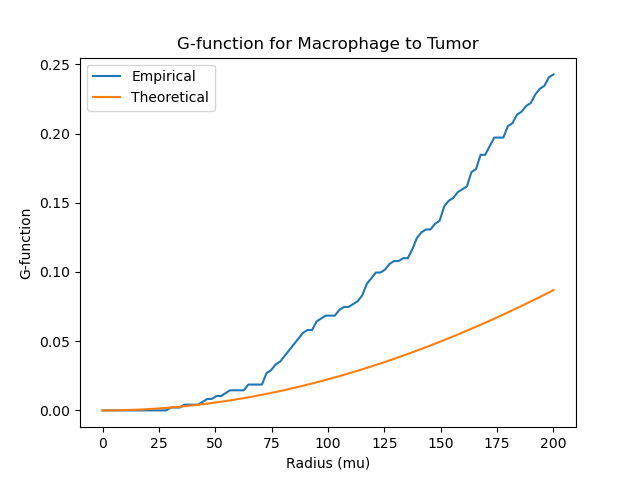 G-function for Macrophage to Tumor
Empirical
Theoretical
G-function
0.25
0.20
0.15
0.10
0.05
0.00
0 25 50 75 100 125 150 175 200
Radius (mu)